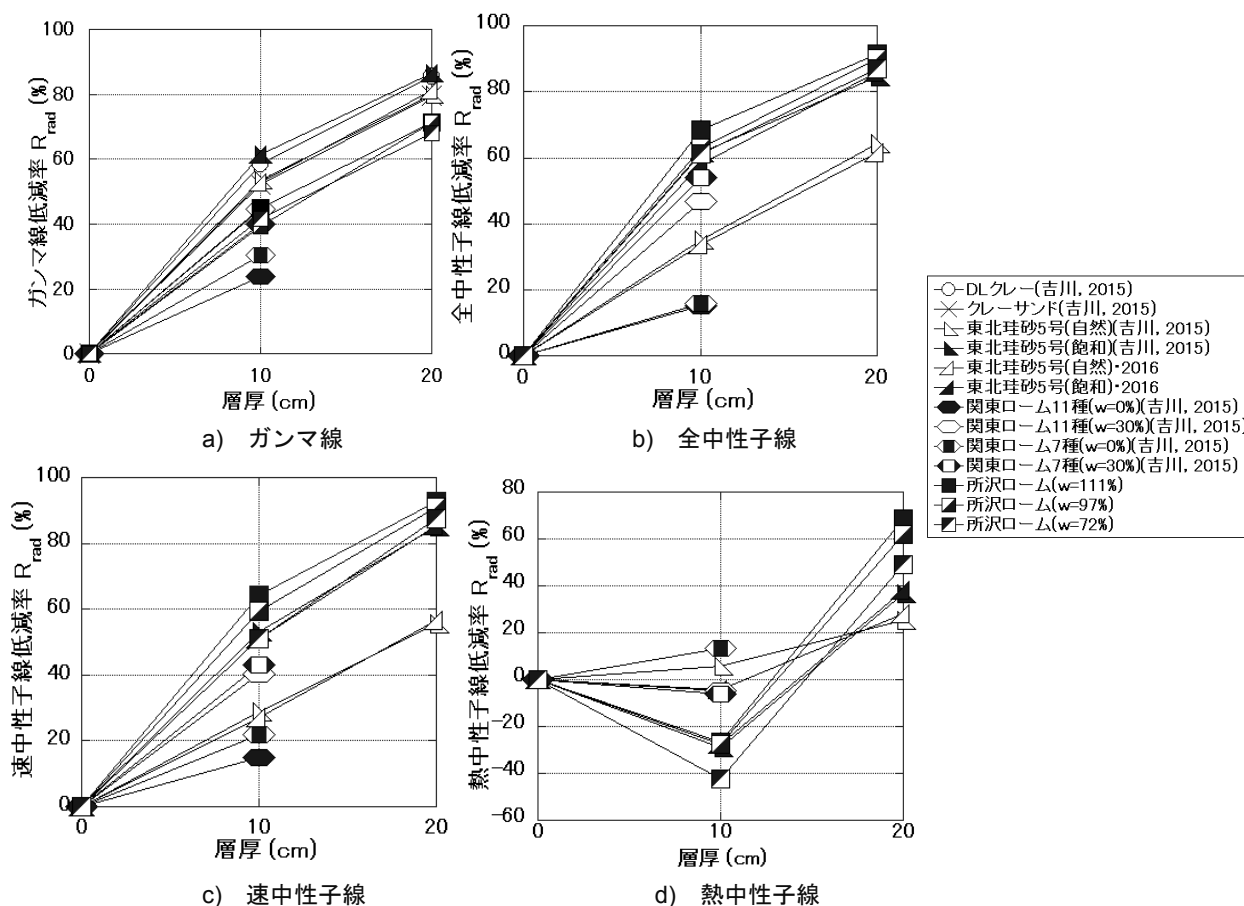 100
80
60
40
20
0
ガンマ線低減率 R_rad (%)
0 10 20
層厚 (cm)
a) ガンマ線
100
80
60
40
20
0
全中性子線低減率 R_rad (%)
0 10 20
層厚 (cm)
b) 全中性子線
DLクレー(吉川, 2015)
クレーサンド(吉川, 2015)
東北珪砂5号(自然)(吉川, 2015)
東北珪砂5号(飽和)(吉川, 2015)
東北珪砂5号(自然)・2016
東北珪砂5号(飽和)・2016
関東ローム11種(w=0%)(吉川, 2015)
関東ローム11種(w=30%)(吉川, 2015)
関東ローム7種(w=0%)(吉川, 2015)
関東ローム7種(w=30%)(吉川, 2015)
所沢ローム(w=111%)
所沢ローム(w=97%)
所沢ローム(w=72%)
100
80
60
40
20
0
速中性子線低減率 R_rad (%)
0 10 20
層厚 (cm)
c) 速中性子線
80
60
40
20
0
-20
-40
-60
熱中性子線低減率 R_rad (%)
0 10 20
層厚 (cm)
d) 熱中性子線